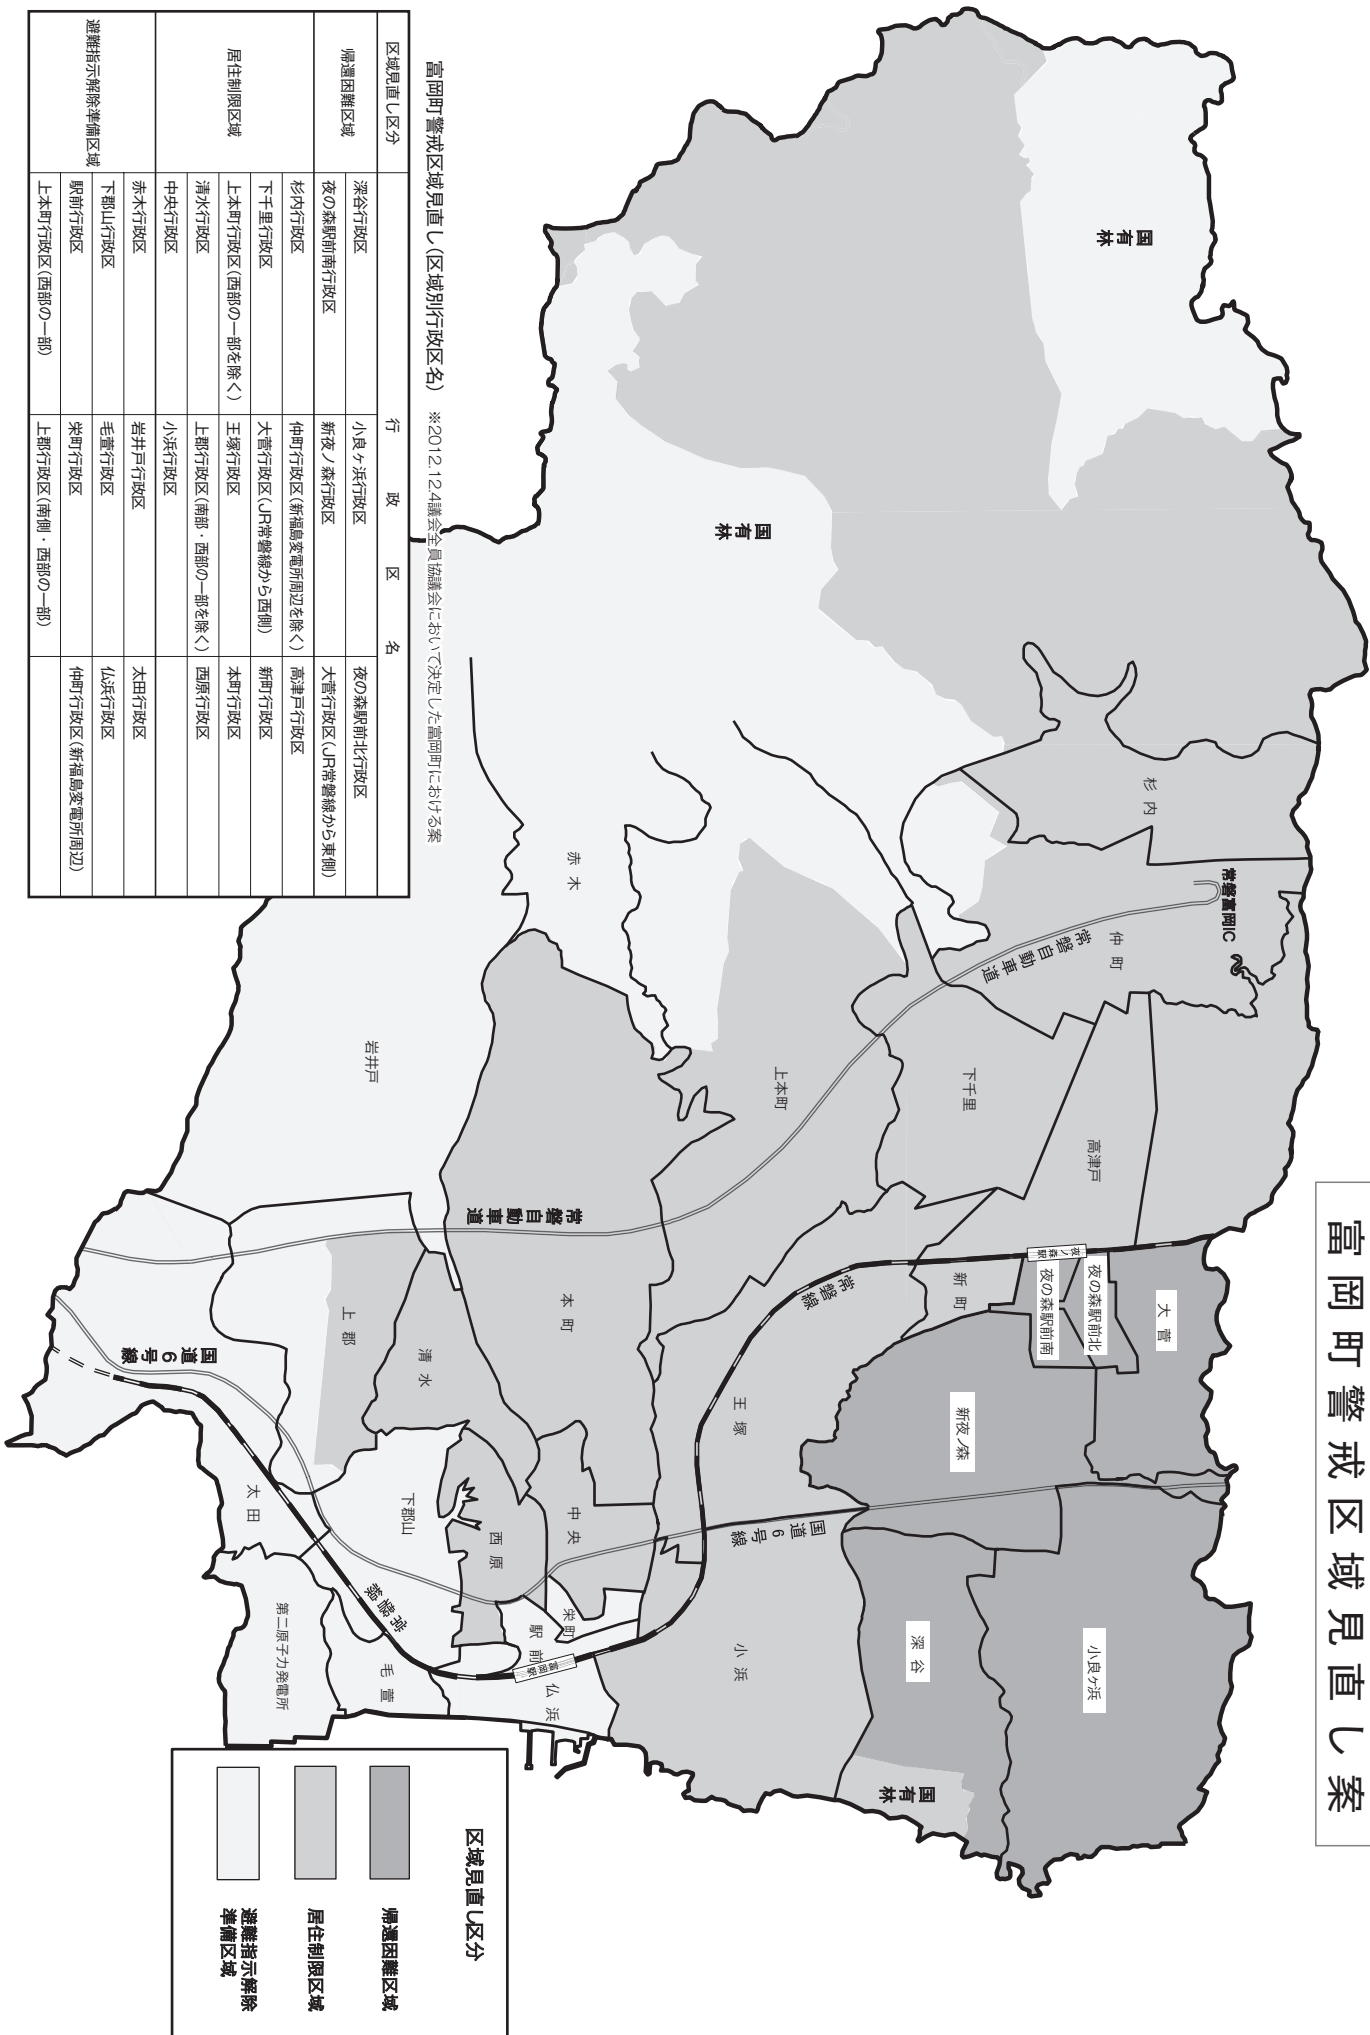 富岡町警戒区域見直し案
国有林
国有林
国有林
杉内
常磐富岡IC
仲町
常磐自動車道
赤木
下千里
上本町
高津戸
岩井戸
常磐自動車道
夜ノ森駅
夜の森駅前北
夜の森駅前南
大菅
新町
常磐線
本町
上郡
清水
国道6号線
王塚
新夜ノ森
国道6号線
中央
西原
下郡山
太田
栄町
駅前
富岡駅
常磐線
小浜
深谷
小良ケ浜
仏浜
毛萱
第二原子力発電所
富岡町警戒区域見直し(区域別行政区名) ※2012.12.4議会全員協議会において決定した富岡町における案
区域見直し区分 行政区名
帰還困難区域 深谷行政区 小良ヶ浜行政区 夜の森駅前北行政区
夜の森駅前南行政区 新夜ノ森行政区 大菅行政区(JR常磐線から東側)
居住制限区域 杉内行政区 仲町行政区(新福島変電所周辺を除く) 高津戸行政区
下千里行政区 大菅行政区(JR常磐線から西側) 新町行政区
上本町行政区(西部の一部を除く) 王塚行政区 本町行政区
清水行政区 上郡行政区(南部・西部の一部を除く) 西原行政区
中央行政区 小浜行政区
避難指示解除準備区域 赤木行政区 岩井戸行政区 太田行政区
下郡山行政区 毛萱行政区 仏浜行政区
駅前行政区 栄町行政区 仲町行政区(新福島変電所周辺)
上本町行政区(西部の一部) 上郡行政区(南側・西部の一部)
区域見直し区分
帰還困難区域
居住制限区域
避難指示解除
準備区域